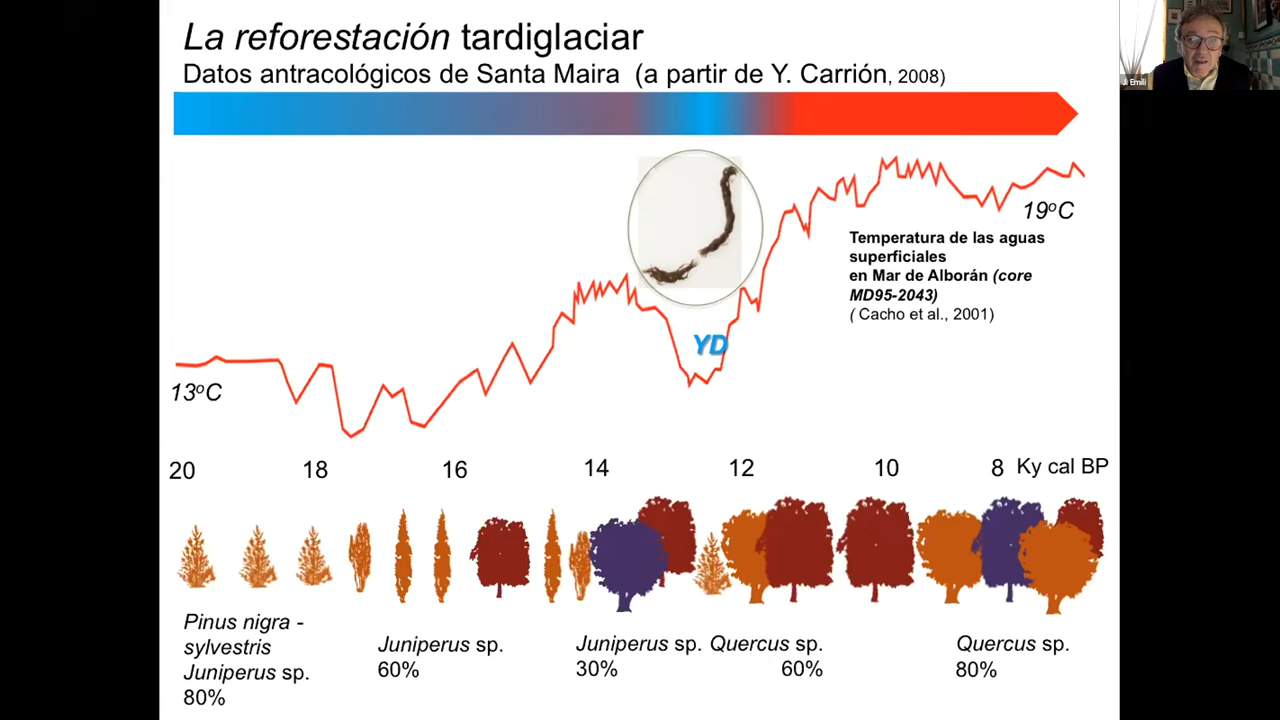 La reforestación tardiglaciar
Datos antracológicos de Santa Maira (a partir de Y. Carrión, 2008)
JI Emili
19ºC
Temperatura de las aguas
superficiales
en Mar de Alborán (core
MD95-2043)
( Cacho et al., 2001)
YD
13ºC
20 18 16 14 12 10 8 Ky cal BP
Pinus nigra -
sylvestris
Juniperus sp.
80%
Juniperus sp.
60%
Juniperus sp.
30%
Quercus sp.
60%
Quercus sp.
80%